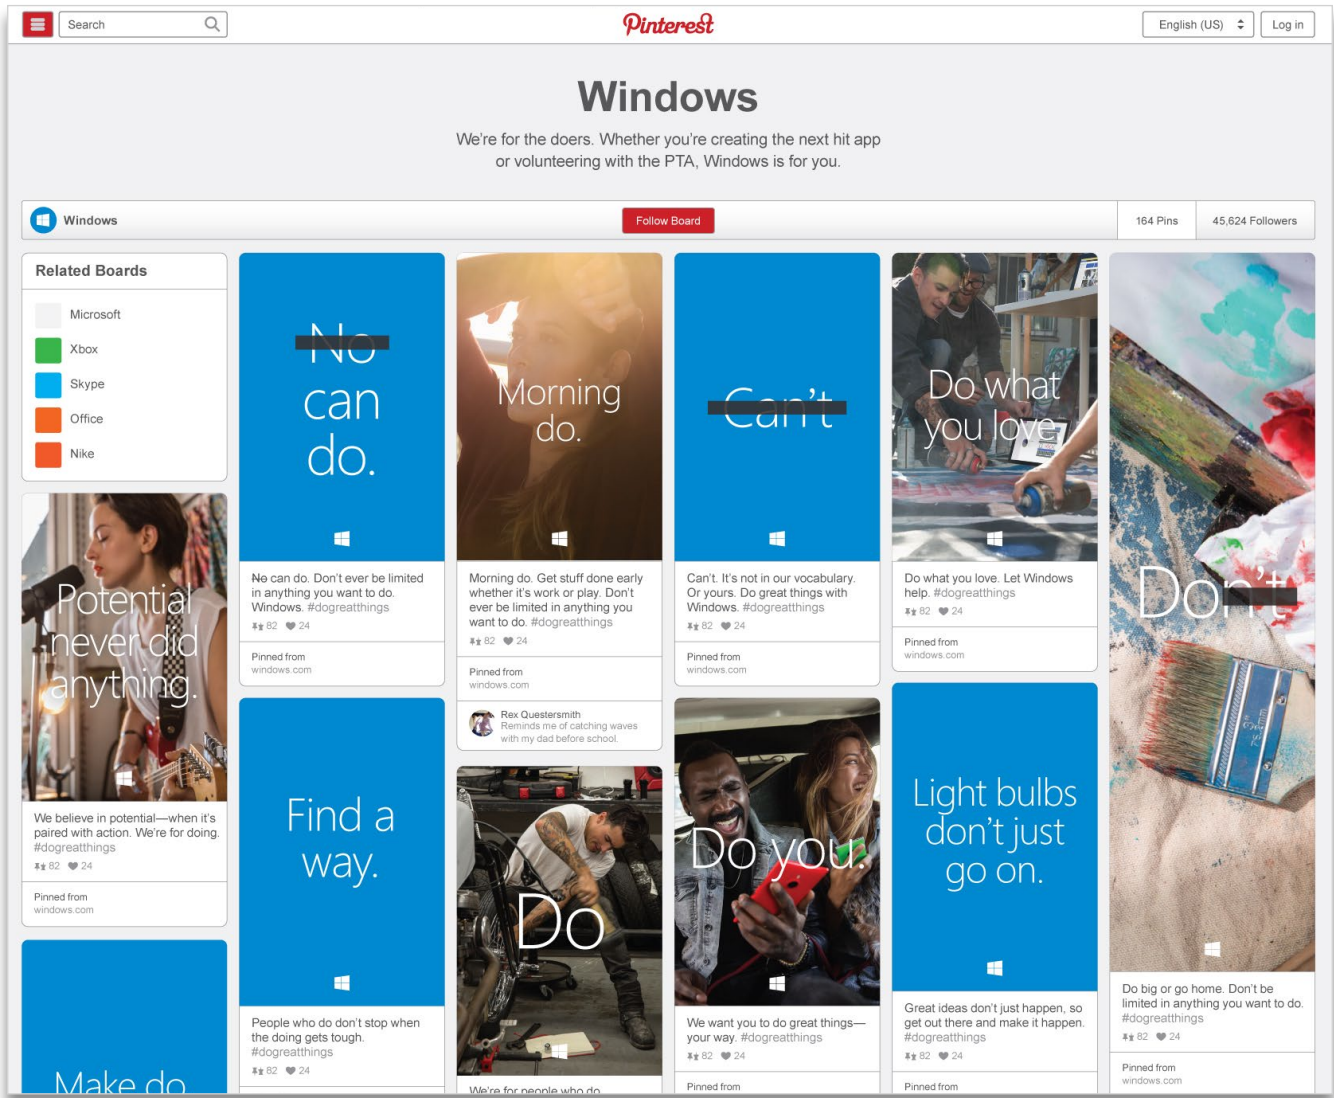 Search
Pinterest
English (US)
Log in
Windows
We're for the doers. Whether you're creating the next hit app
or volunteering with the PTA, Windows is for you.
Windows
Follow Board
164 Pins
45,624 Followers
Related Boards
Microsoft
Xbox
Skype
Office
Nike
Potential
never did
anything.
We believe in potential—when it's
paired with action. We're for doing.
#dogreatthings
82 24
Pinned from
windows.com
Make do
No
can
do.
No can do. Don't ever be limited
in anything you want to do.
Windows. #dogreatthings
82 24
Pinned from
windows.com
Find a
way.
People who do don't stop when
the doing gets tough.
#dogreatthings
82 24
Morning
do.
Morning do. Get stuff done early
whether it's work or play. Don't
ever be limited in anything you
want to do. #dogreatthings
82 24
Pinned from
windows.com
Rex Questersmith
Reminds me of catching waves
with my dad before school.
Do
We're for people who do
Can't
Can't. It's not in our vocabulary.
Or yours. Do great things with
Windows. #dogreatthings
82 24
Pinned from
windows.com
Do you.
We want you to do great things—
your way. #dogreatthings
82 24
Pinned from
Do what
you love
Do what you love. Let Windows
help. #dogreatthings
82 24
Pinned from
windows.com
Light bulbs
don't just
go on.
Great ideas don't just happen, so
get out there and make it happen.
#dogreatthings
82 24
Pinned from
Don't
Do big or go home. Don't be
limited in anything you want to do.
#dogreatthings
82 24
Pinned from
windows.com